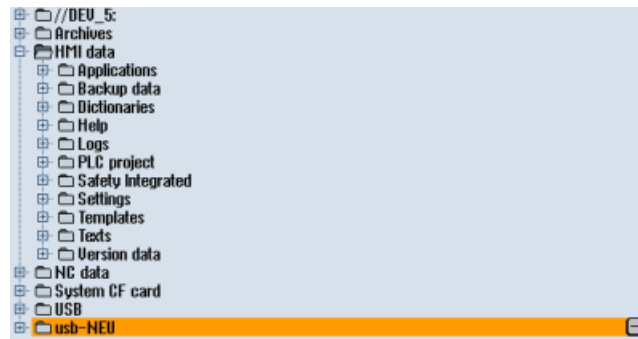 //DEV_5:
Archives
HMI data
Applications
Backup data
Dictionaries
Help
Logs
PLC project
Safety Integrated
Settings
Templates
Texts
Version data
NC data
System CF card
USB
usb-NEU